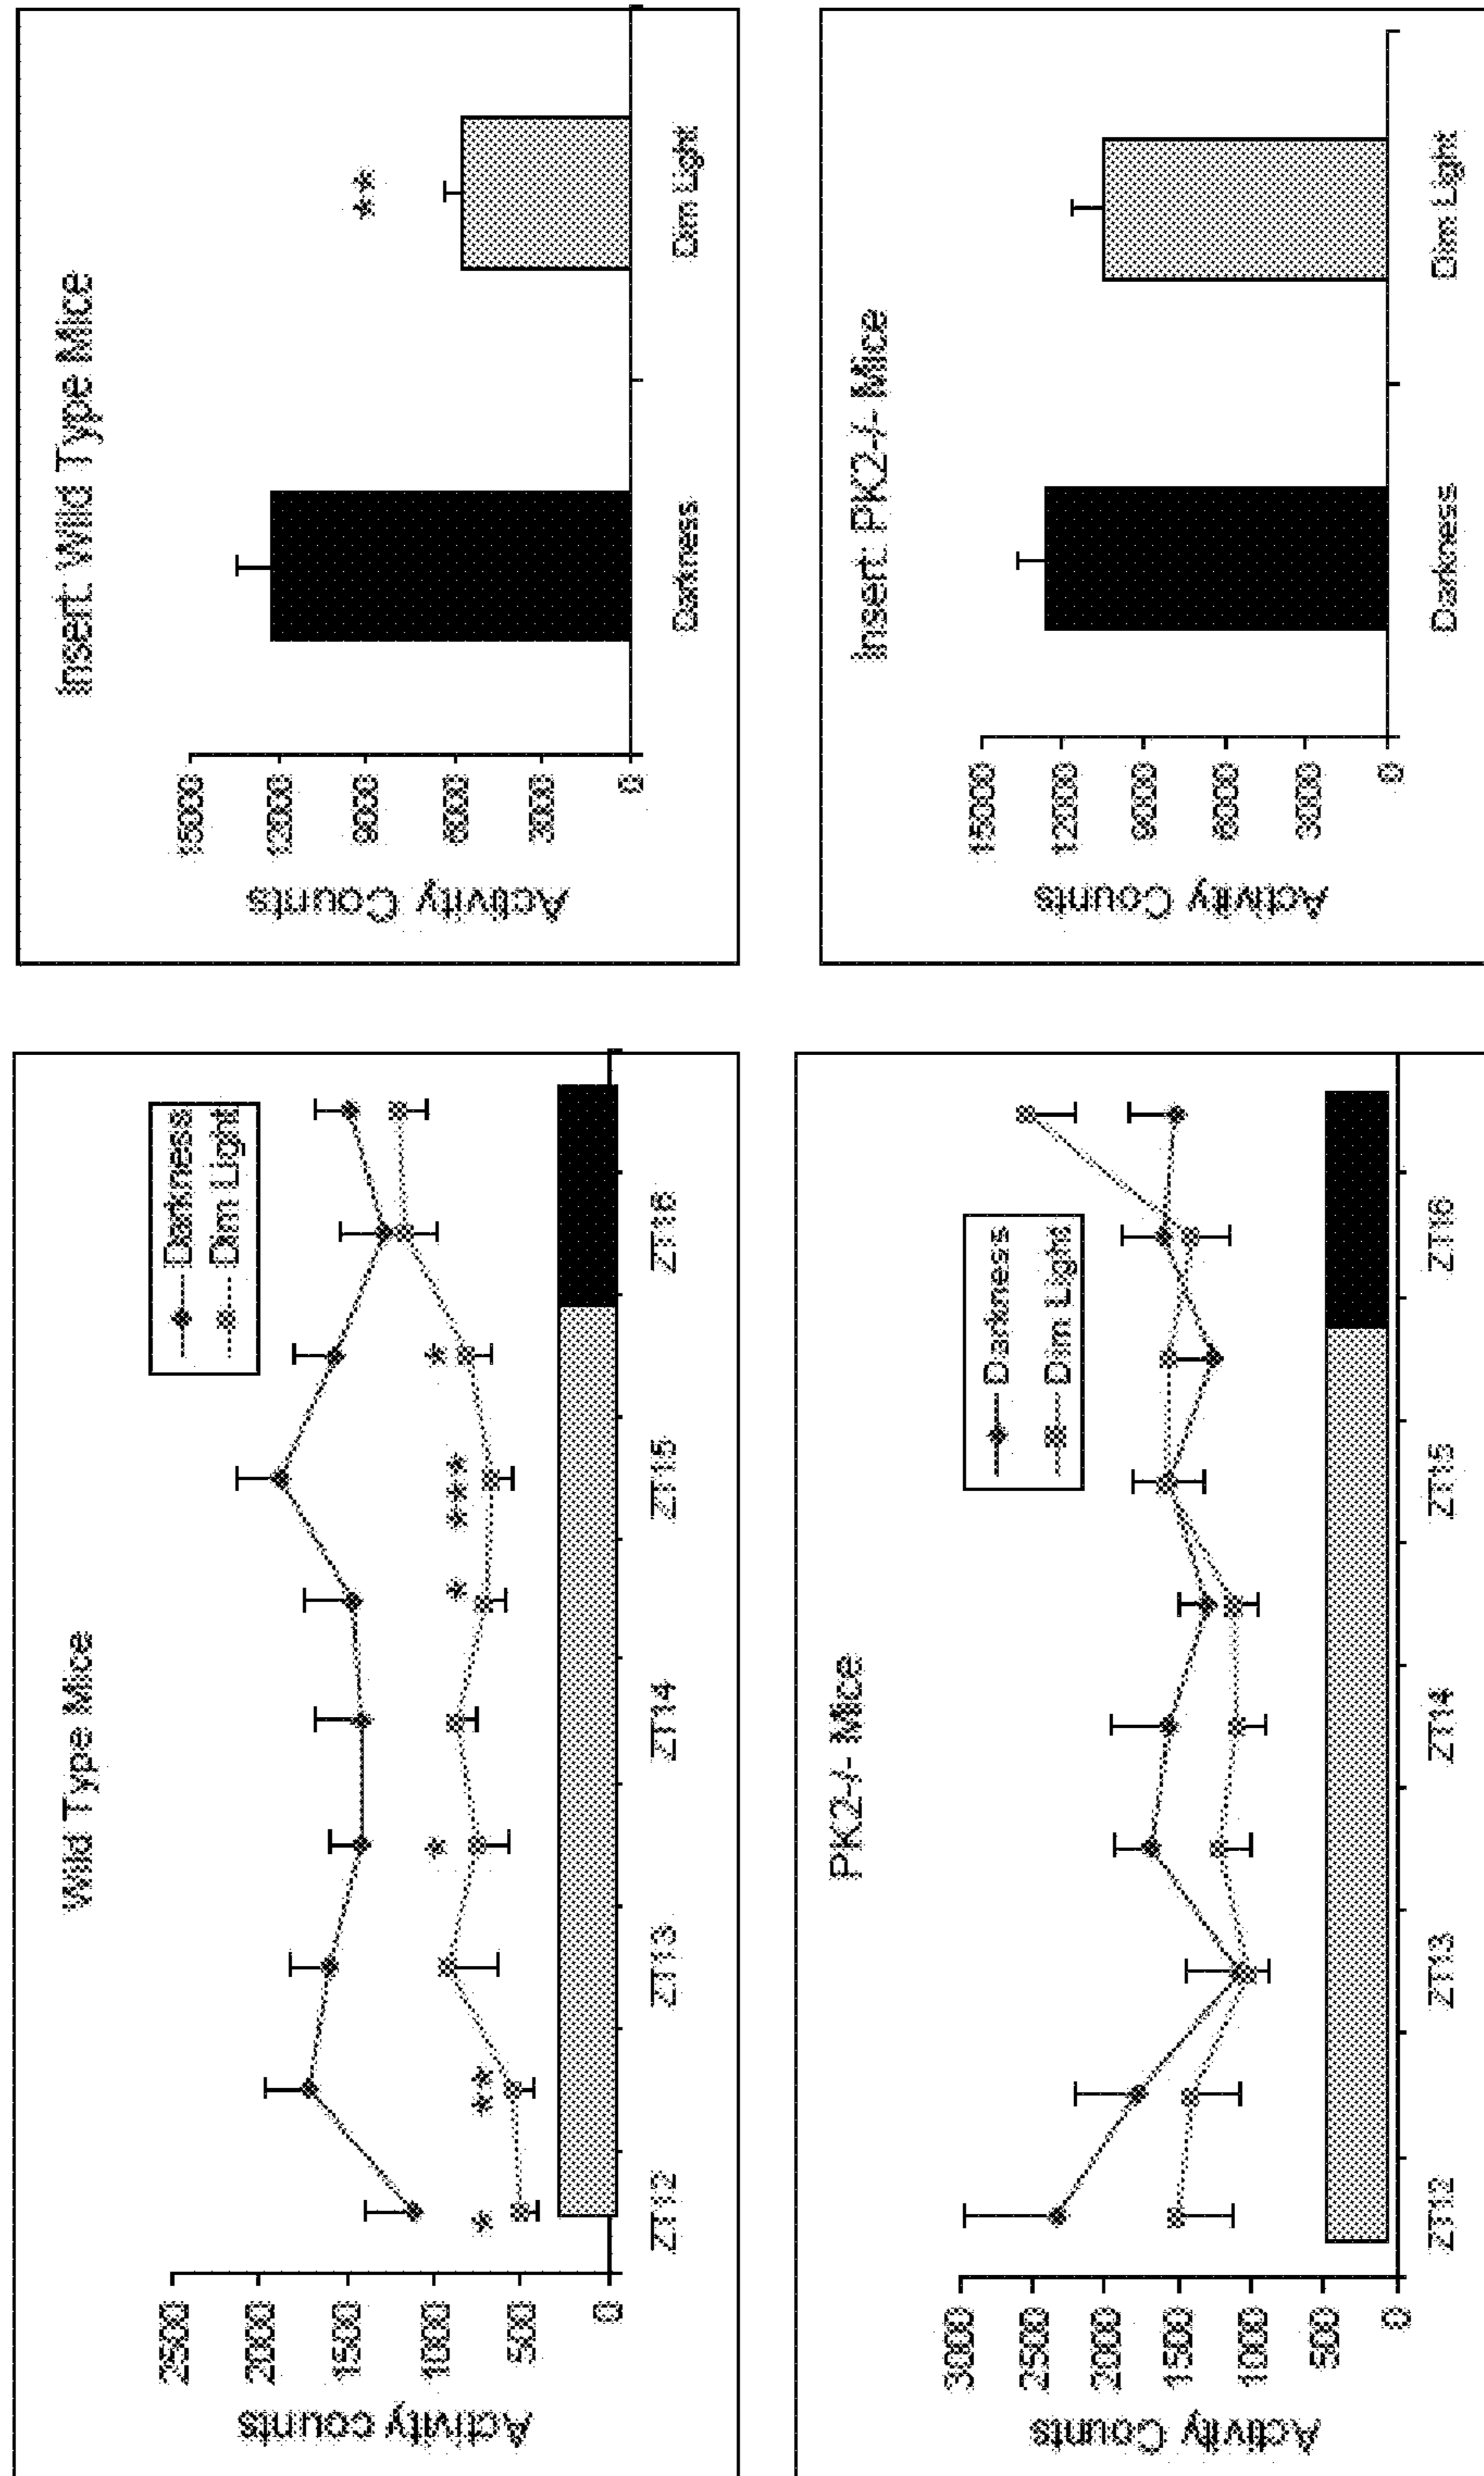 Wild Type Mice
Activity counts
2500
2000
1500
1000
500
0
Darkness
Dim Light
*
**
*
*
***
*
ZT12
ZT13
ZT14
ZT15
ZT16
Insert: Wild Type Mice
Activity Counts
15000
12000
9000
6000
3000
0
**
Darkness
Dim Light
PK2-/- Mice
Activity Counts
3000
2500
2000
1500
1000
500
0
Darkness
Dim Light
ZT12
ZT13
ZT14
ZT15
ZT16
Insert: PK2-/- Mice
Activity Counts
15000
12000
9000
6000
3000
0
Darkness
Dim Light